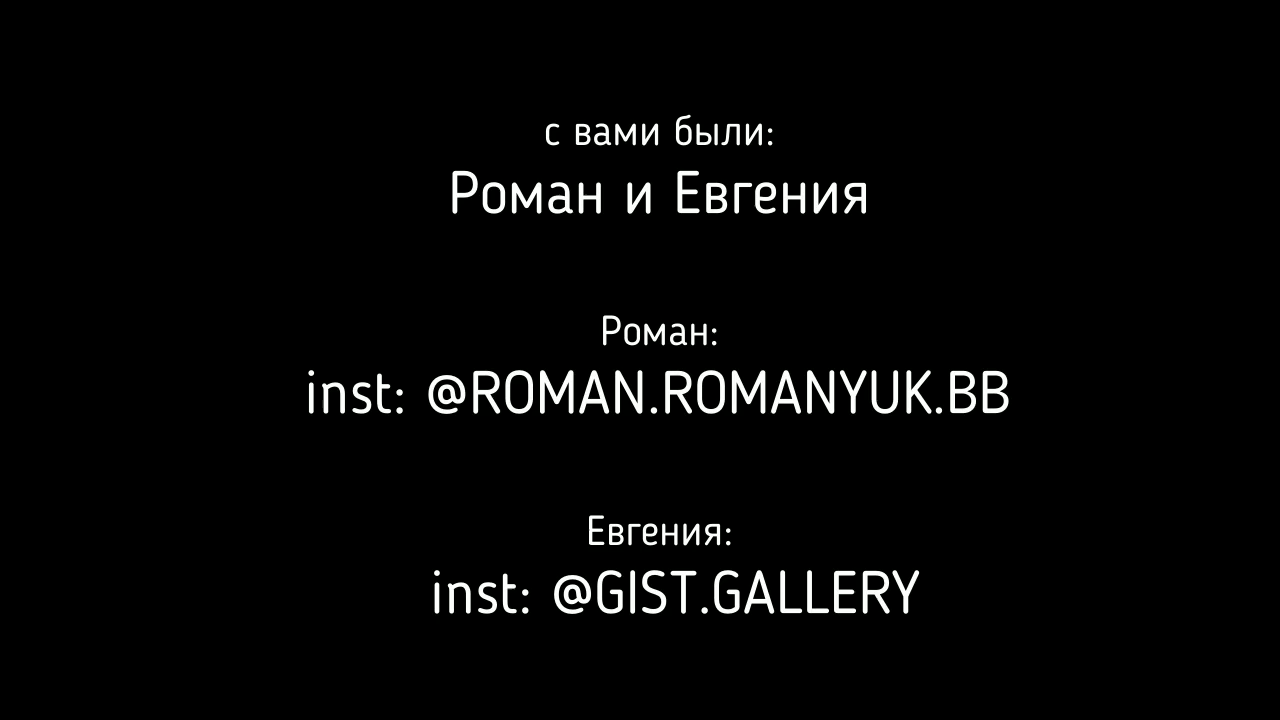 с вами были:
Роман и Евгения
Роман:
inst: @ROMAN.ROMANYUK.BB
Евгения:
inst: @GIST.GALLERY